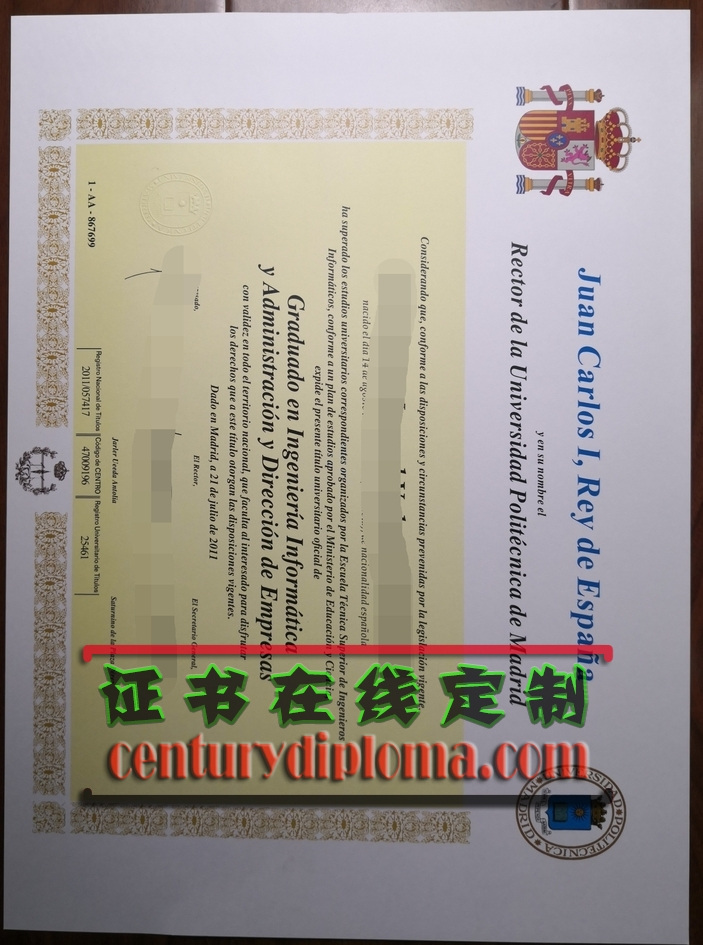 Juan Carlos I, Rey de España
y en su nombre el
Rector de la Universidad Politécnica de Madrid
Considerando que, conforme a las disposiciones y circunstancias prevenidas por la legislación vigente,
nacido el día 14 de
nacionalidad española
ha superado los estudios universitarios correspondientes organizados por la Escuela Técnica Superior de Ingenieros
Informáticos, conforme a un plan de estudios aprobado por el Ministerio de Educación y
expide el presente título universitario oficial de
Graduado en Ingeniería Informática
y Administración y Dirección de Empresas
con validez en todo el territorio nacional, que faculta al interesado para disfrutar
los derechos que a este título otorgan las disposiciones vigentes.
Dado en Madrid, a 21 de julio de 2011
El Rector,
El Secretario General,
Saturnino de la
1 - AA - 867699
Registro Nacional de Títulos
Código de CENTRO
Registro Universitario de Títulos
2011/057417
47009196
25461
UNIVERSIDAD POLITECNICA
MADRID
证书在线定制
centurydiploma.com